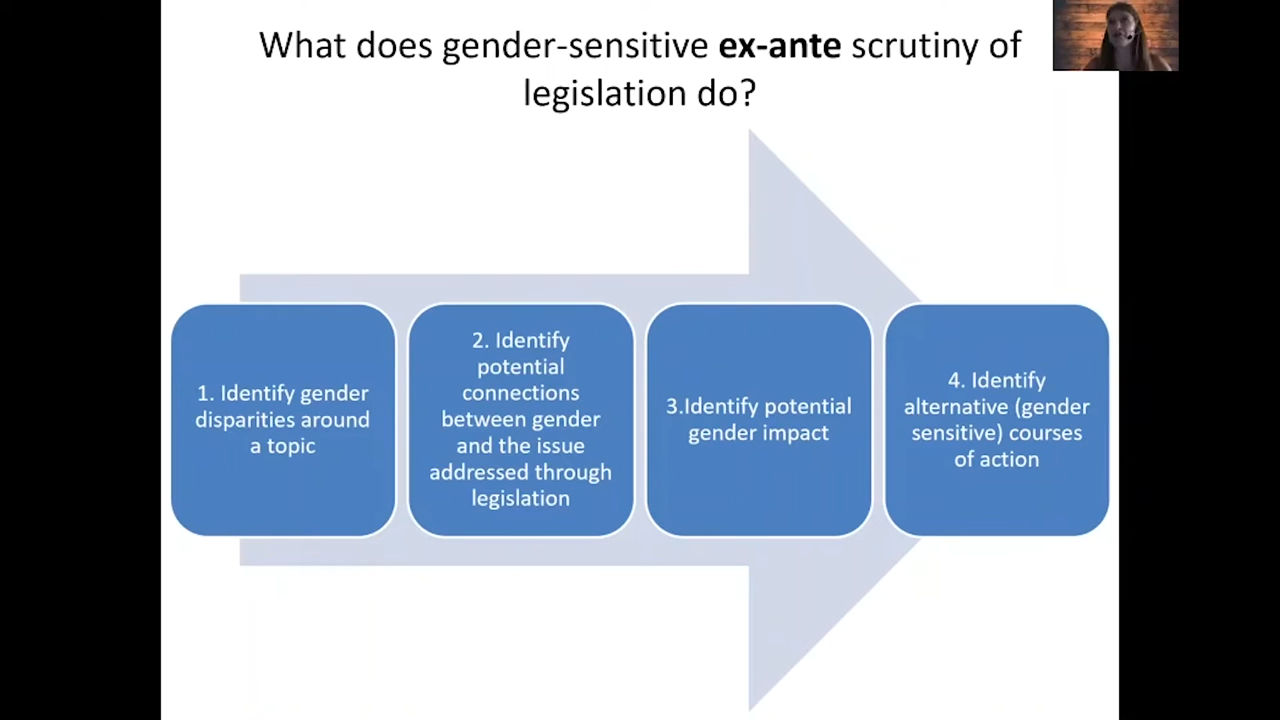 What does gender-sensitive ex-ante scrutiny of
legislation do?
1. Identify gender
disparities around
a topic
2. Identify
potential
connections
between gender
and the issue
addressed through
legislation
3.Identify potential
gender impact
4. Identify
alternative (gender
sensitive) courses
of action